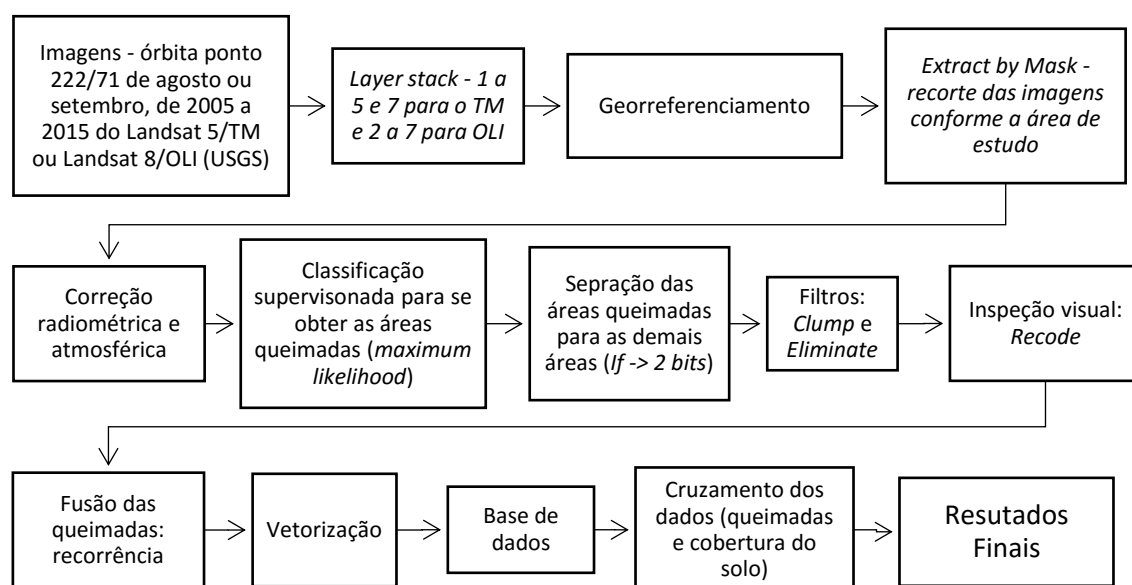 Imagens - órbita ponto
222/71 de agosto ou
setembro, de 2005 a
2015 do Landsat 5/TM
ou Landsat 8/OLI (USGS)
Layer stack - 1 a
5 e 7 para o TM
e 2 a 7 para OLI
Georreferenciamento
Extract by Mask -
recorte das imagens
conforme a área de
estudo
Correção
radiométrica e
atmosférica
Classificação
supervisonada para se
obter as áreas
queimadas (maximum
likelihood)
Sepração das
áreas queimadas
para as demais
áreas (If -> 2 bits)
Filtros:
Clump e
Eliminate
Inspeção visual:
Recode
Fusão das
queimadas:
recorrência
Vetorização
Base de
dados
Cruzamento dos
dados (queimadas
e cobertura do
solo)
Resutados
Finais